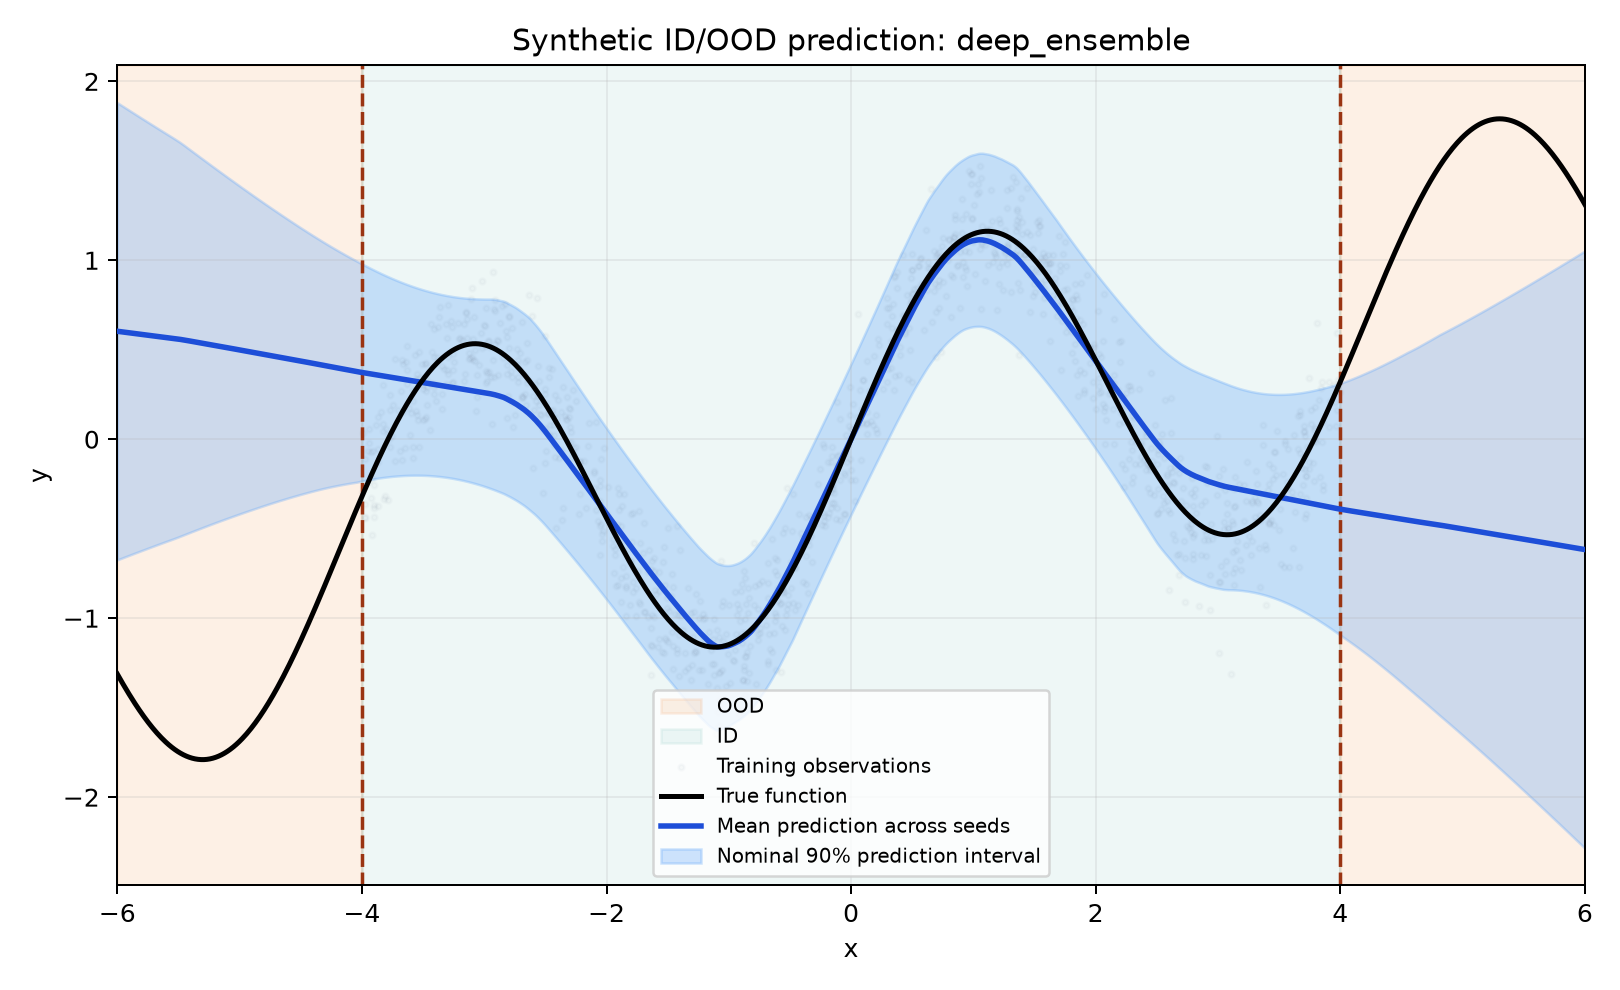 Synthetic ID/OOD prediction: deep_ensemble
2
1
0
−1
−2
y
−6
−4
−2
0
2
4
6
x
OOD
ID
Training observations
True function
Mean prediction across seeds
Nominal 90% prediction interval